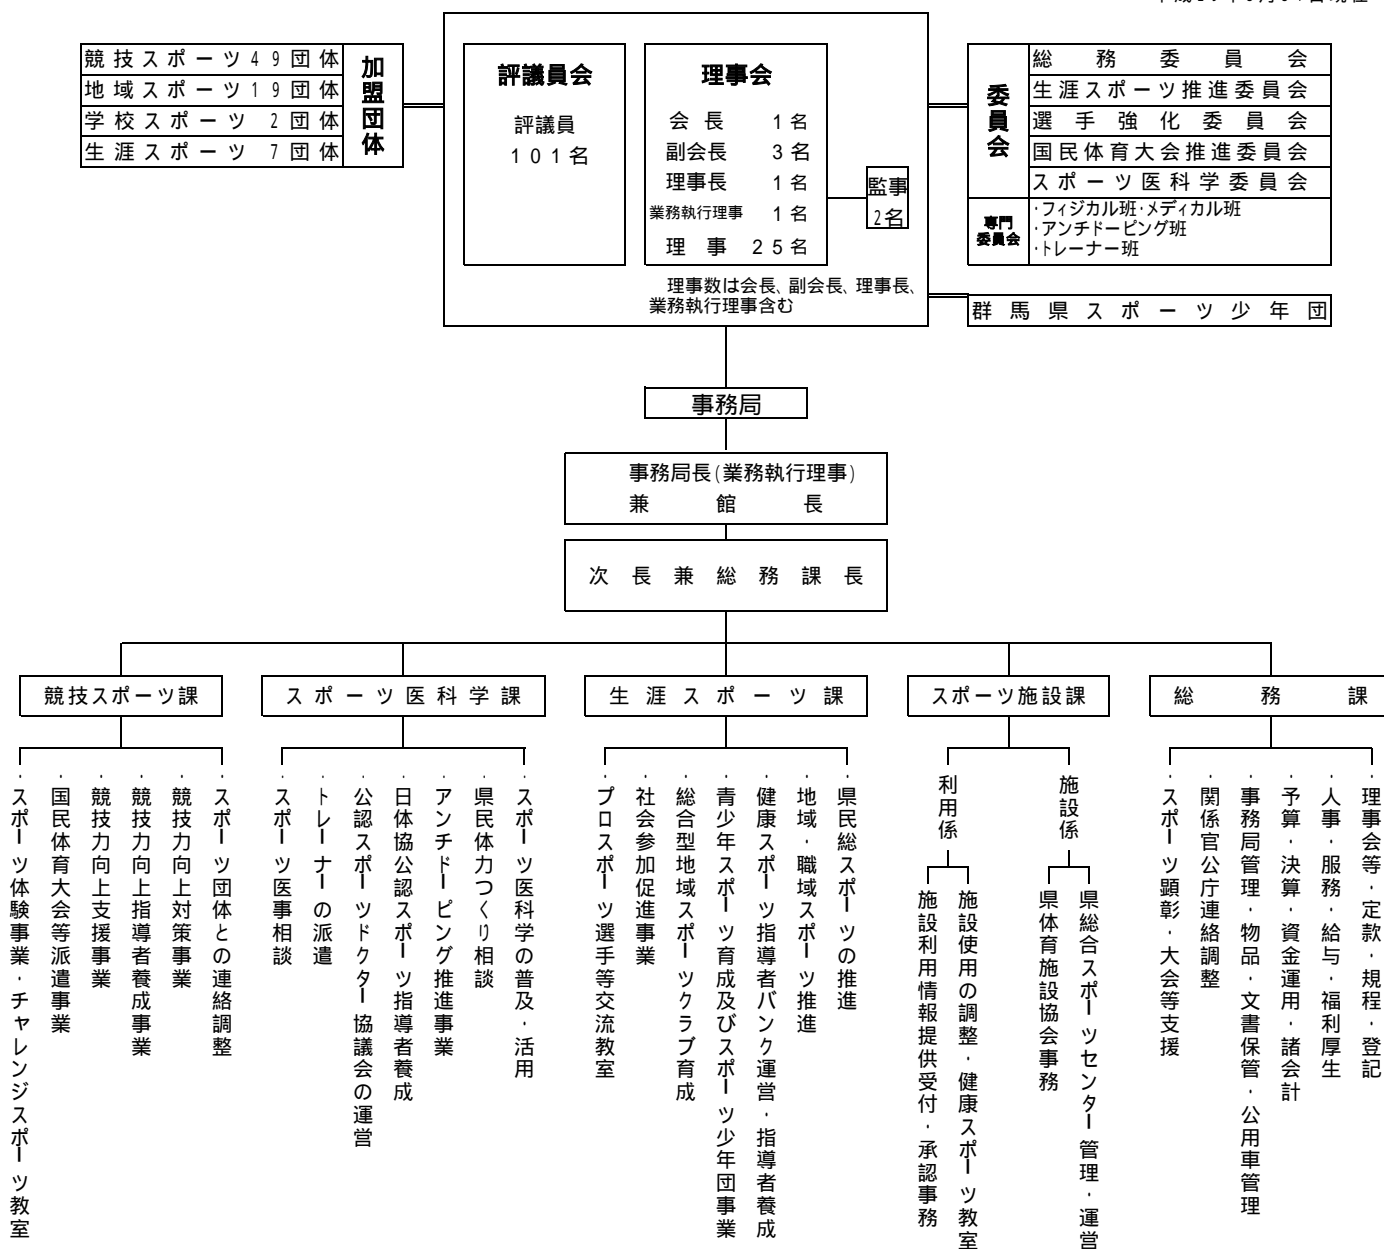 競技スポーツ49団体
地域スポーツ19団体
学校スポーツ 2団体
生涯スポーツ 7団体
加盟団体
評議員会
評議員
101名
理事会
会長 1名
副会長 3名
理事長 1名
業務執行理事 1名
理事 25名
監事
2名
理事数は会長、副会長、理事長、
業務執行理事含む
委員会
総務委員会
生涯スポーツ推進委員会
選手強化委員会
国民体育大会推進委員会
スポーツ医科学委員会
専門
委員会
・フィジカル班・メディカル班
・アンチドーピング班
・トレーナー班
群馬県スポーツ少年団
事務局
事務局長(業務執行理事)
兼館長
次長兼総務課長
競技スポーツ課
・スポーツ団体との連絡調整
・競技力向上対策事業
・競技力向上指導者養成事業
・競技力向上支援事業
・国民体育大会等派遣事業
・スポーツ体験事業・チャレンジスポーツ教室
スポーツ医科学課
・スポーツ医科学の普及・活用
・県民体力つくり相談
・アンチドーピング推進事業
・日体協公認スポーツ指導者養成
・公認スポーツドクター協議会の運営
・トレーナーの派遣
・スポーツ医事相談
生涯スポーツ課
・県民総スポーツの推進
・地域・職域スポーツ推進
・健康スポーツ指導者バンク運営・指導者養成
・青少年スポーツ育成及びスポーツ少年団事業
・総合型地域スポーツクラブ育成
・社会参加促進事業
・プロスポーツ選手等交流教室
スポーツ施設課
・施設係
県総合スポーツセンター管理・運営
県体育施設協会事務
・利用係
施設使用の調整・健康スポーツ教室
施設利用情報提供受付・承認事務
総務課
・理事会等・定款・規程・登記
・人事・服務・給与・福利厚生
・予算・決算・資金運用・諸会計
・事務局管理・物品・文書保管・公用車管理
・関係官公庁連絡調整
・スポーツ顕彰・大会等支援